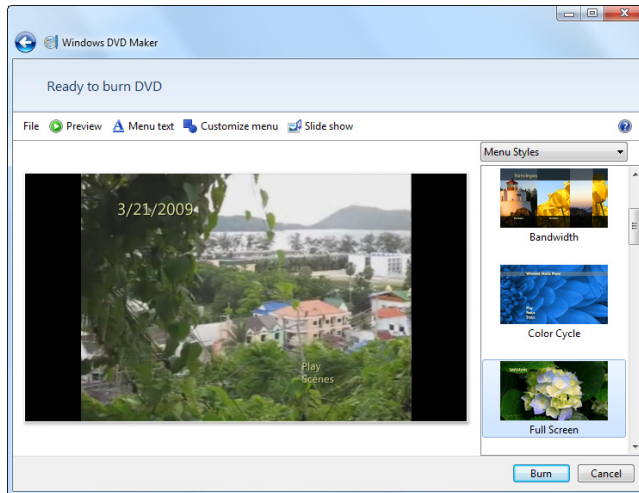 Windows DVD Maker
Ready to burn DVD
File Preview Menu text Customize menu Slide show
Menu Styles
3/21/2009
Play
Scenes
Bandwidth
Color Cycle
Full Screen
Burn Cancel